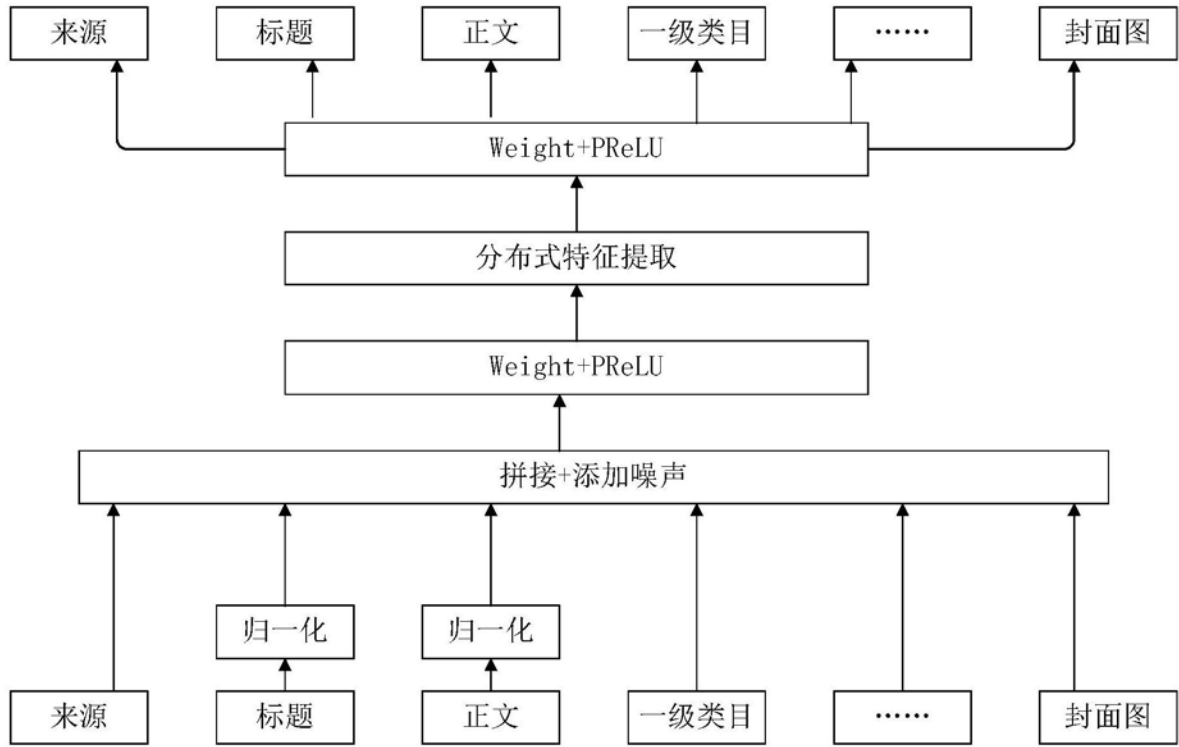 来源 标题 正文 一级类目 …… 封面图
Weight+PReLU
分布式特征提取
Weight+PReLU
拼接+添加噪声
归一化 归一化
来源 标题 正文 一级类目 …… 封面图